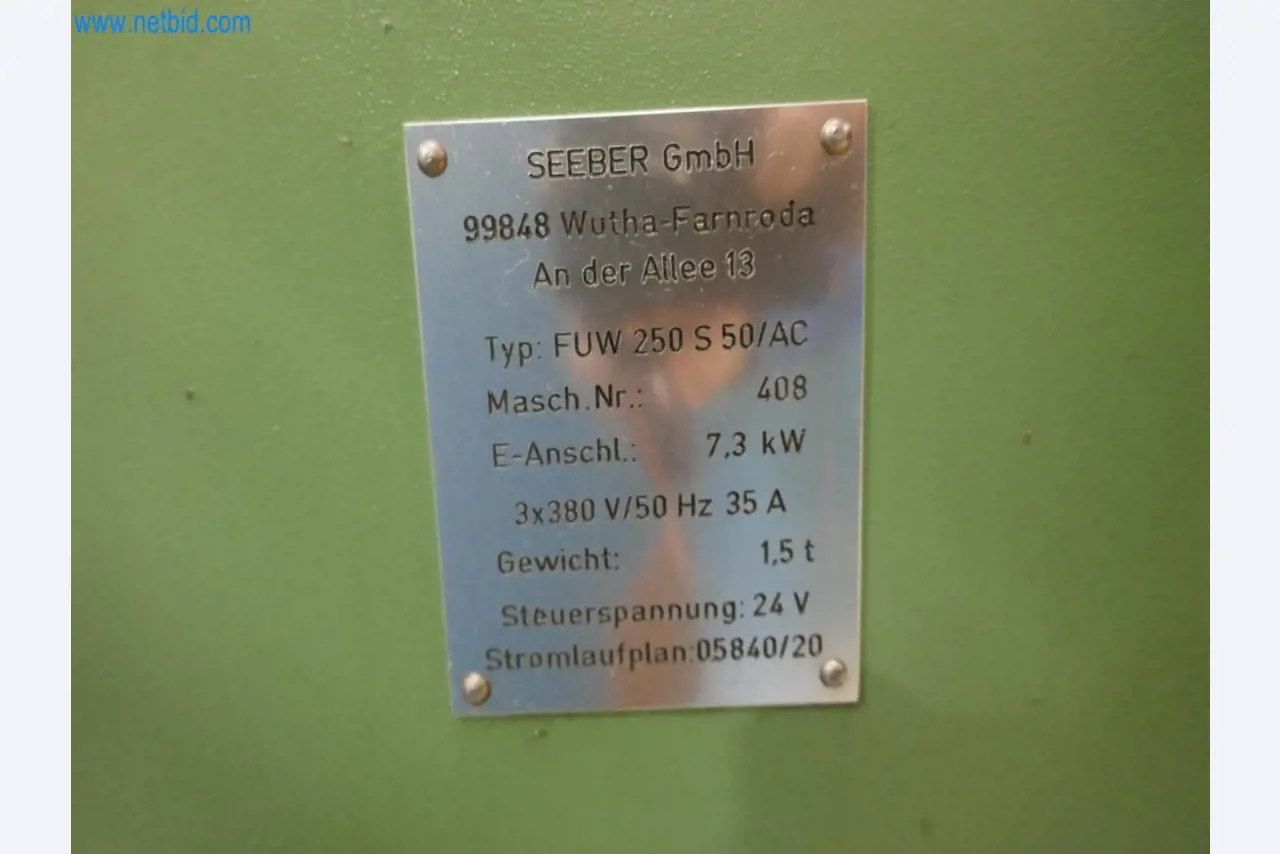 www.netbid.com
SEEBER GmbH
99848 Wutha-Farnroda
An der Allee 13
Typ: FUW 250 S 50/AC
Masch.Nr.: 408
E-Anschl.: 7,3 kW
3x380 V/50 Hz 35 A
Gewicht: 1,5 t
Steuerspannung: 24 V
Stromlaufplan:05840/20